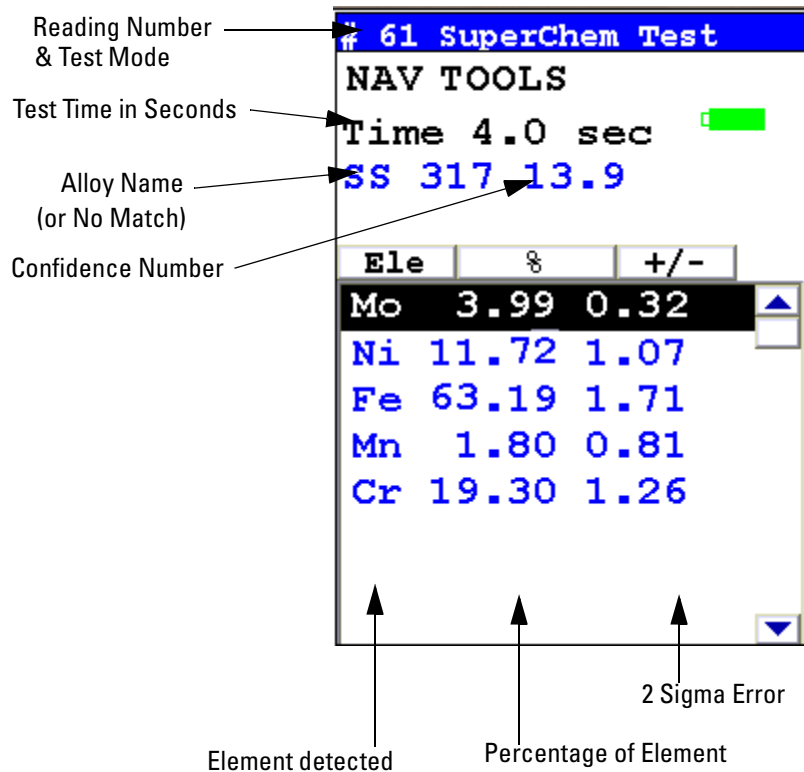 Reading Number
& Test Mode
# 61 SuperChem Test
NAV TOOLS
Test Time in Seconds
Time 4.0 sec
Alloy Name
(or No Match)
SS 317 13.9
Confidence Number
Ele % +/-
Mo 3.99 0.32
Ni 11.72 1.07
Fe 63.19 1.71
Mn 1.80 0.81
Cr 19.30 1.26
2 Sigma Error
Element detected
Percentage of Element